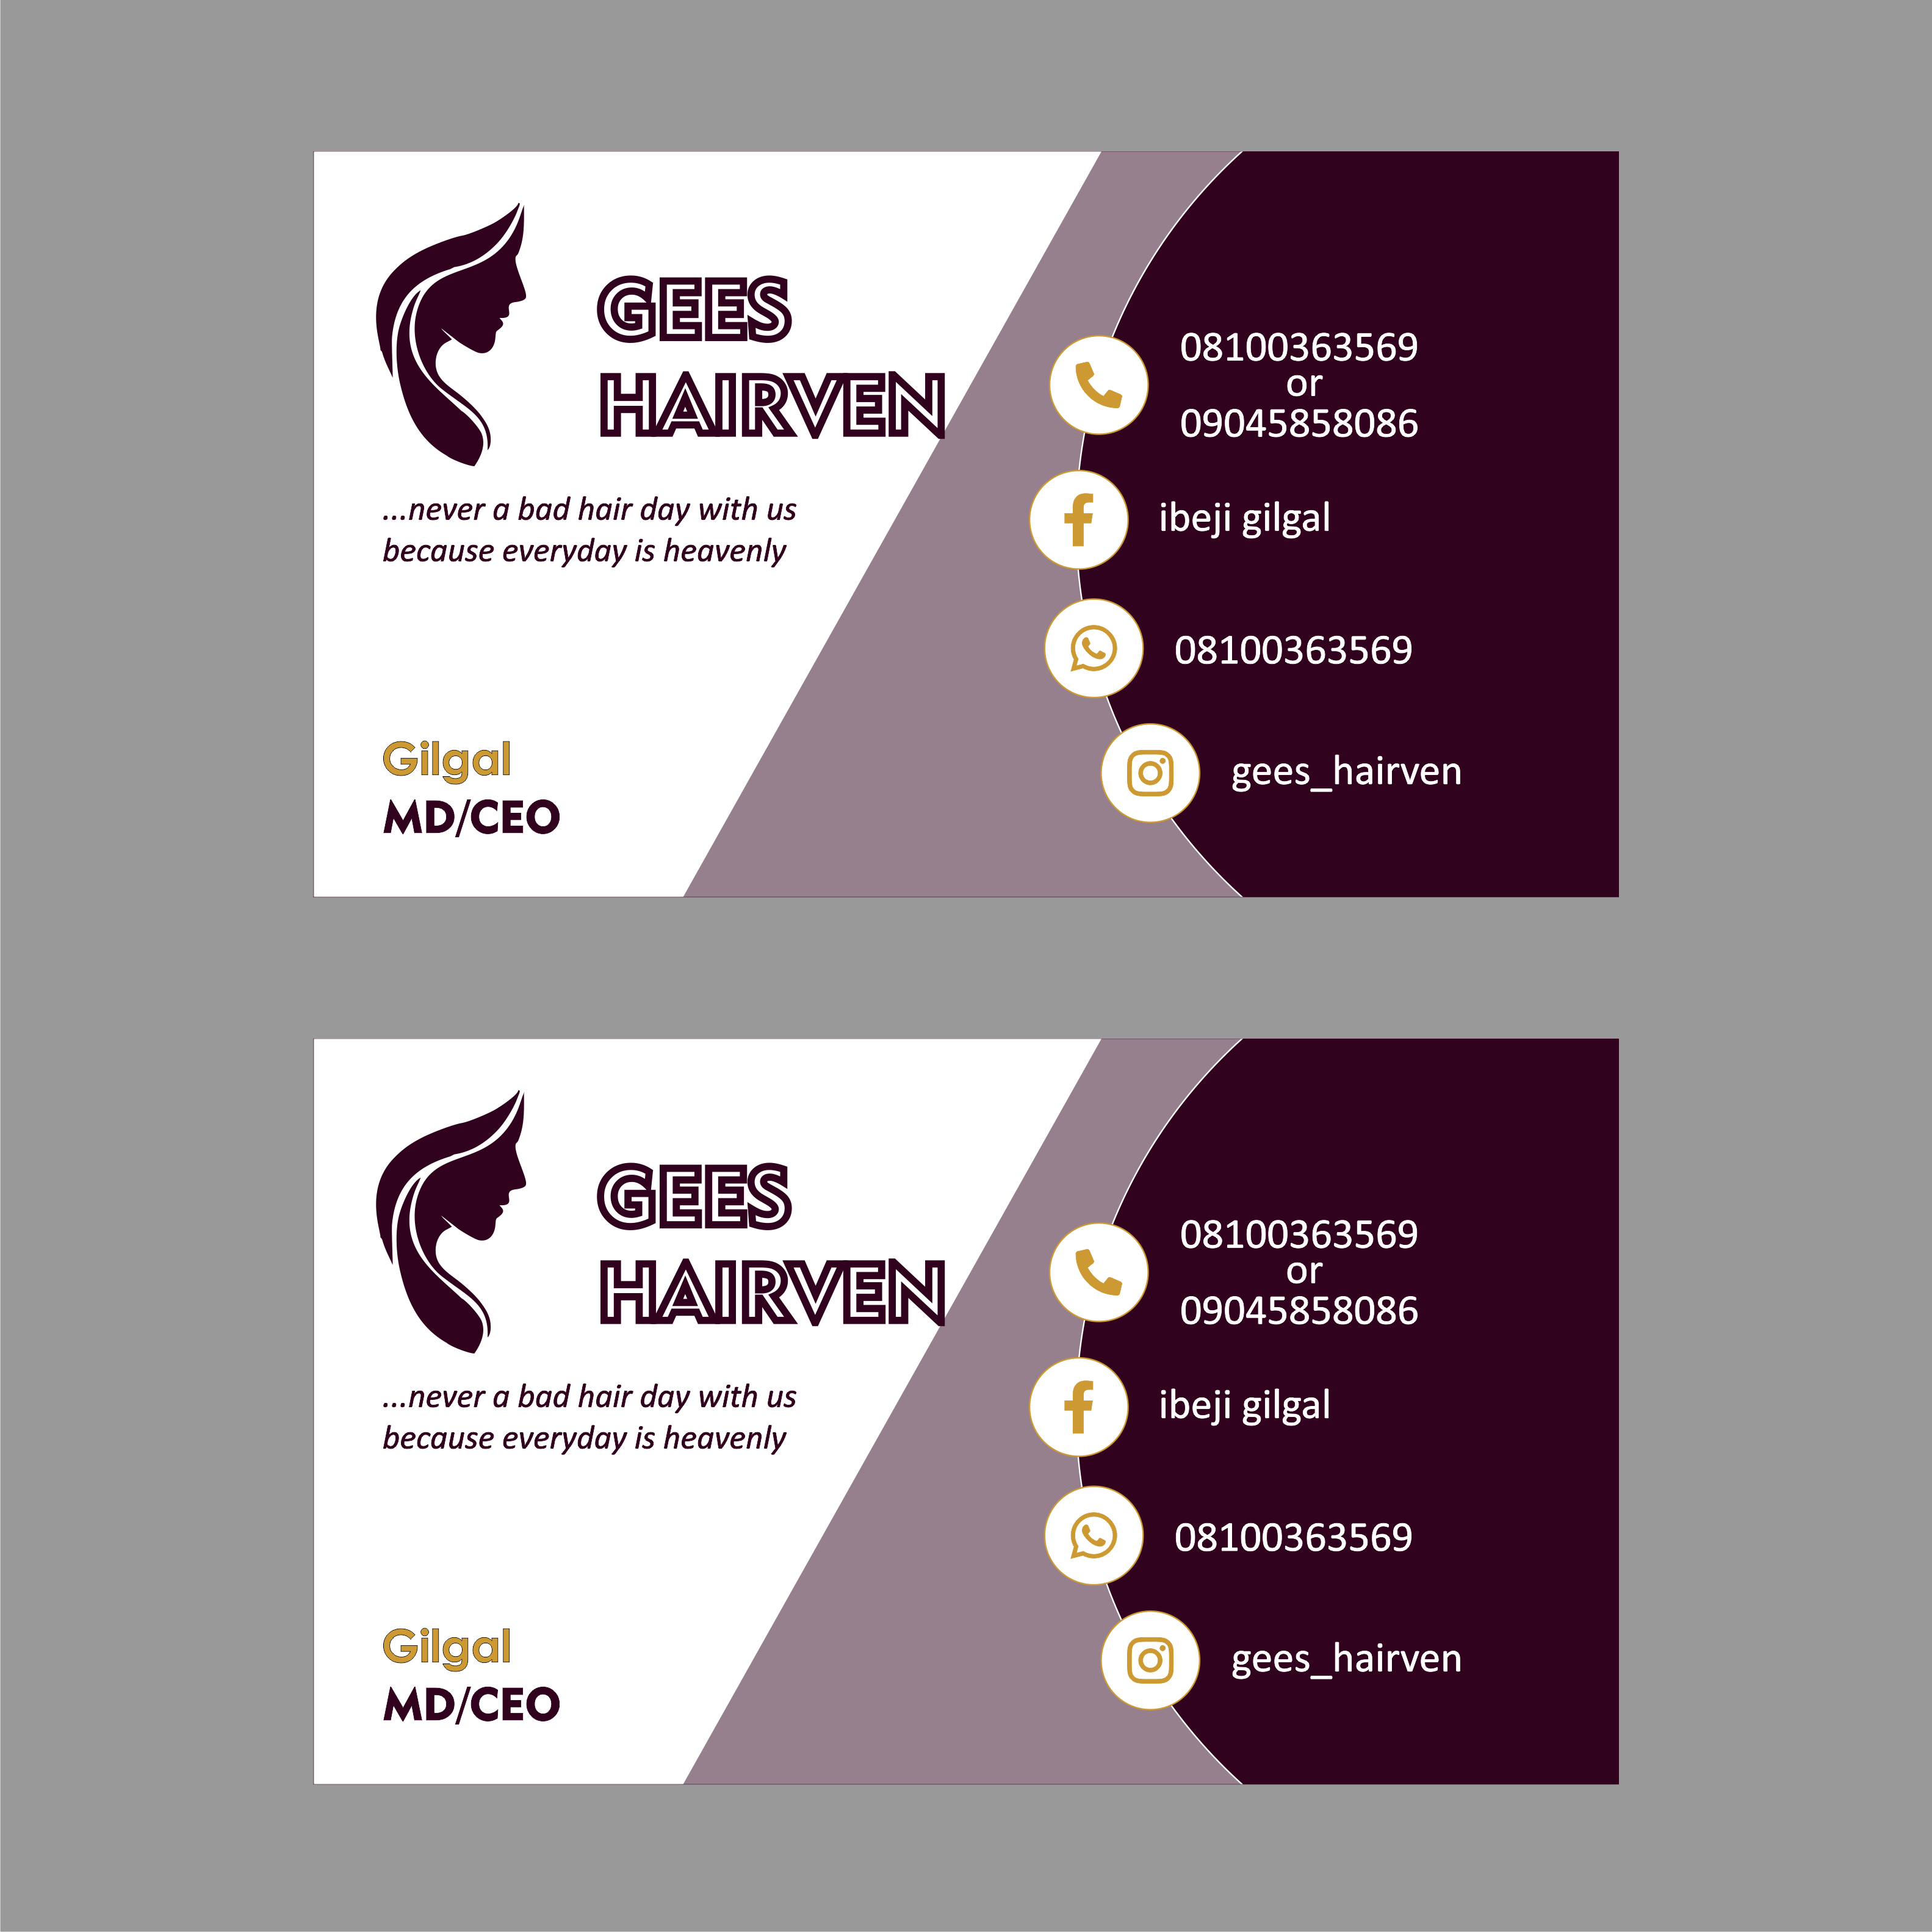 GEES
HAIRVEN
...never a bad hair day with us
because everyday is heavenly
Gilgal
MD/CEO
08100363569
or
09045858086
ibeji gilgal
08100363569
gees_hairven
GEES
HAIRVEN
...never a bad hair day with us
because everyday is heavenly
Gilgal
MD/CEO
08100363569
or
09045858086
ibeji gilgal
08100363569
gees_hairven